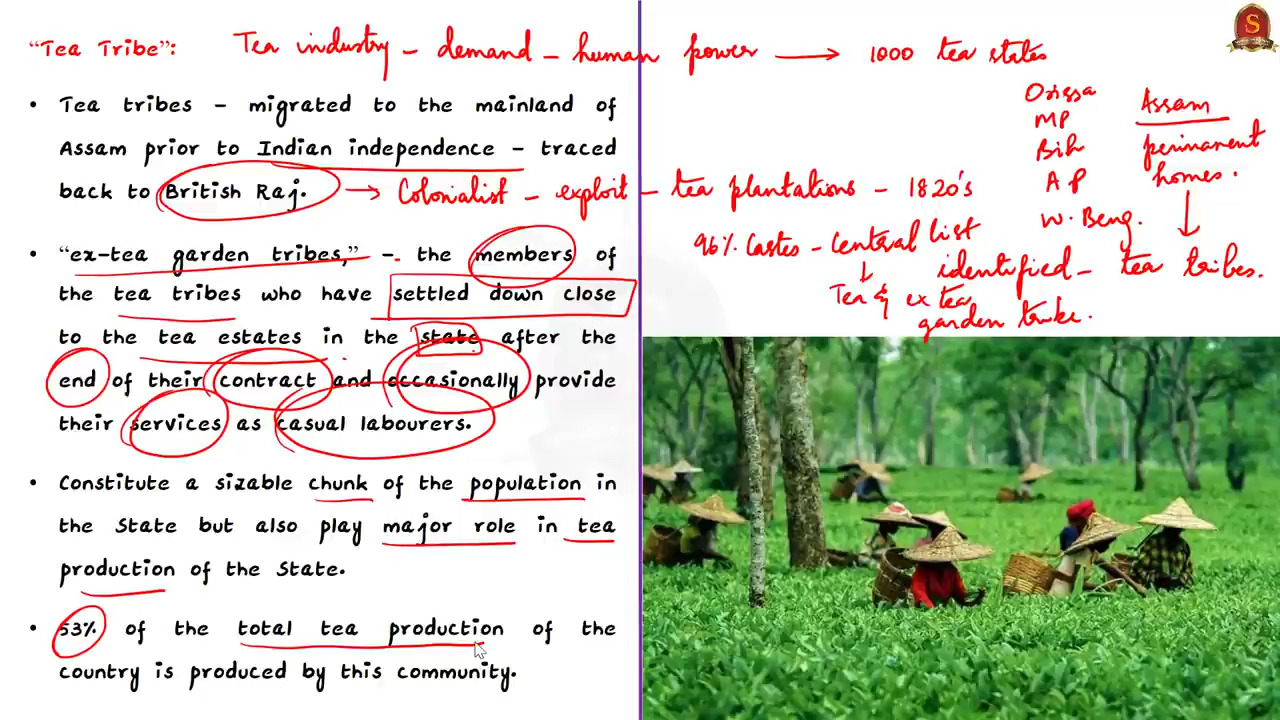 "Tea Tribe":
Tea industry - demand - human power → 1000 tea states
• Tea tribes - migrated to the mainland of
Assam prior to Indian independence - traced
back to British Raj.
→ Colonialist - exploit - tea plantations - 1820's
• "ex-tea garden tribes," - the members of
the tea tribes who have settled down close
to the tea estates in the state after the
end of their contract and occasionally provide
their services as casual labourers.
• Constitute a sizable chunk of the population in
the State but also play major role in tea
production of the State.
• 53% of the total tea production of the
country is produced by this community.
Orissa
MP
Bih
AP
W. Beng.
Assam
permanent
homes.
↓
identified - tea tribes.
96% Castes - Central list
↓
Tea & ex tea
garden tribe.
S